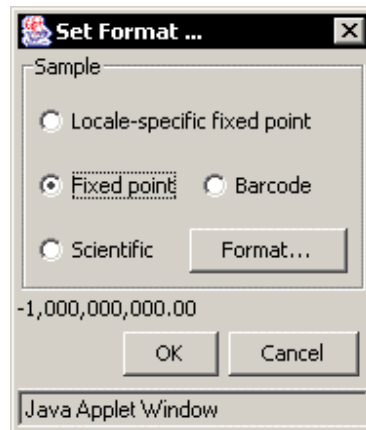 Set Format ...
Sample
Locale-specific fixed point
Fixed point Barcode
Scientific Format...
-1,000,000,000.00
OK Cancel
Java Applet Window